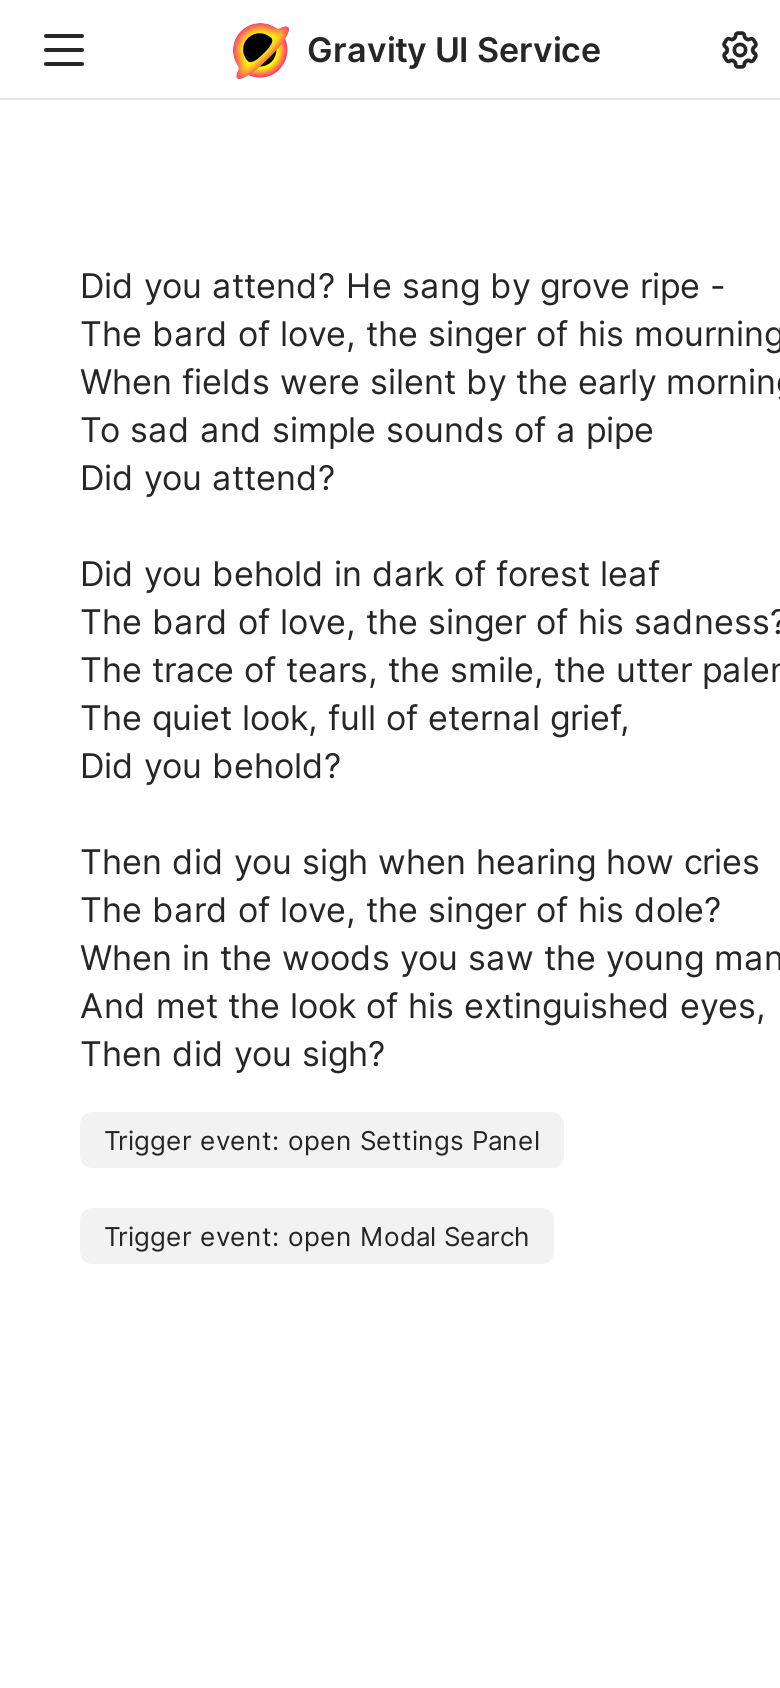 Gravity UI Service
Did you attend? He sang by grove ripe -
The bard of love, the singer of his mourning
When fields were silent by the early morning
To sad and simple sounds of a pipe
Did you attend?
Did you behold in dark of forest leaf
The bard of love, the singer of his sadness?
The trace of tears, the smile, the utter
The quiet look, full of eternal grief,
Did you behold?
Then did you sigh when hearing how cries
The bard of love, the singer of his dole?
When in the woods you saw the young man
And met the look of his extinguished eyes,
Then did you sigh?
Trigger event: open Settings Panel
Trigger event: open Modal Search